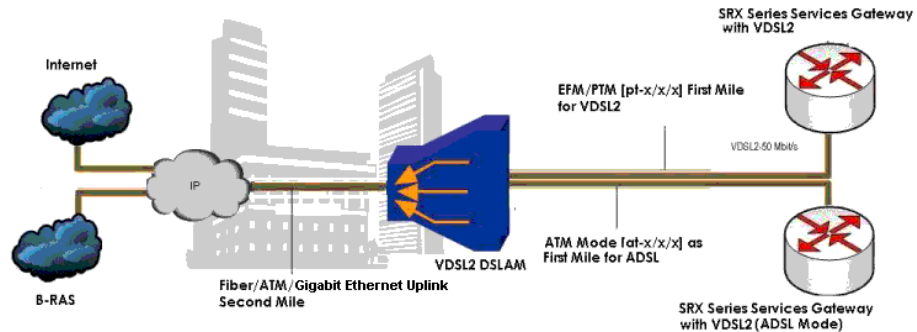 SRX Series Services Gateway
with VDSL2
Internet
EFM/PTM [pt-x/x/x] First Mile
for VDSL2
VDSL2-50 Mbit/s
IP
VDSL2 DSLAM
ATM Mode [at-x/x/x] as
First Mile for ADSL
Fiber/ATM/Gigabit Ethernet Uplink
Second Mile
B-RAS
SRX Series Services Gateway
with VDSL2 (ADSL Mode)